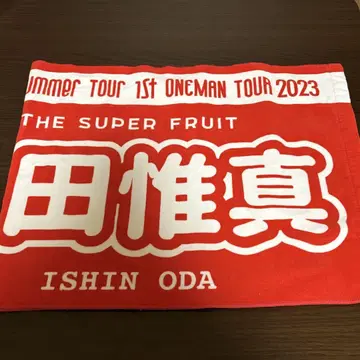 ummer Tour 1st ONEMAN TOUR 2023
THE SUPER FRUIT
田惟真
ISHIN ODA